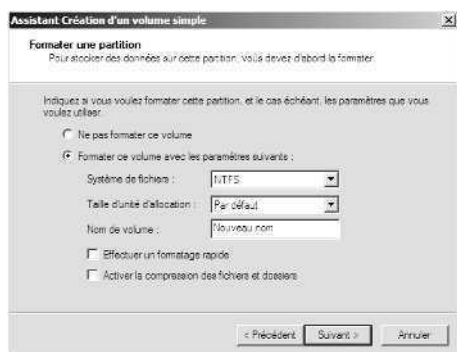 Assistant Création d'un volume simple
Formater une partition
Pour stocker des données sur cette partition, vous devez d'abord la formater.
Indiquez si vous voulez formater cette partition, et le cas échéant, les paramètres que vous
voulez utiliser.
Ne pas formater ce volume
Formater ce volume avec les paramètres suivants :
Système de fichiers : NTFS
Taille d'unité d'allocation : Par défaut
Nom de volume : Nouveau nom
Effectuer un formatage rapide
Activer la compression des fichiers et dossiers
< Précédent Suivant > Annuler